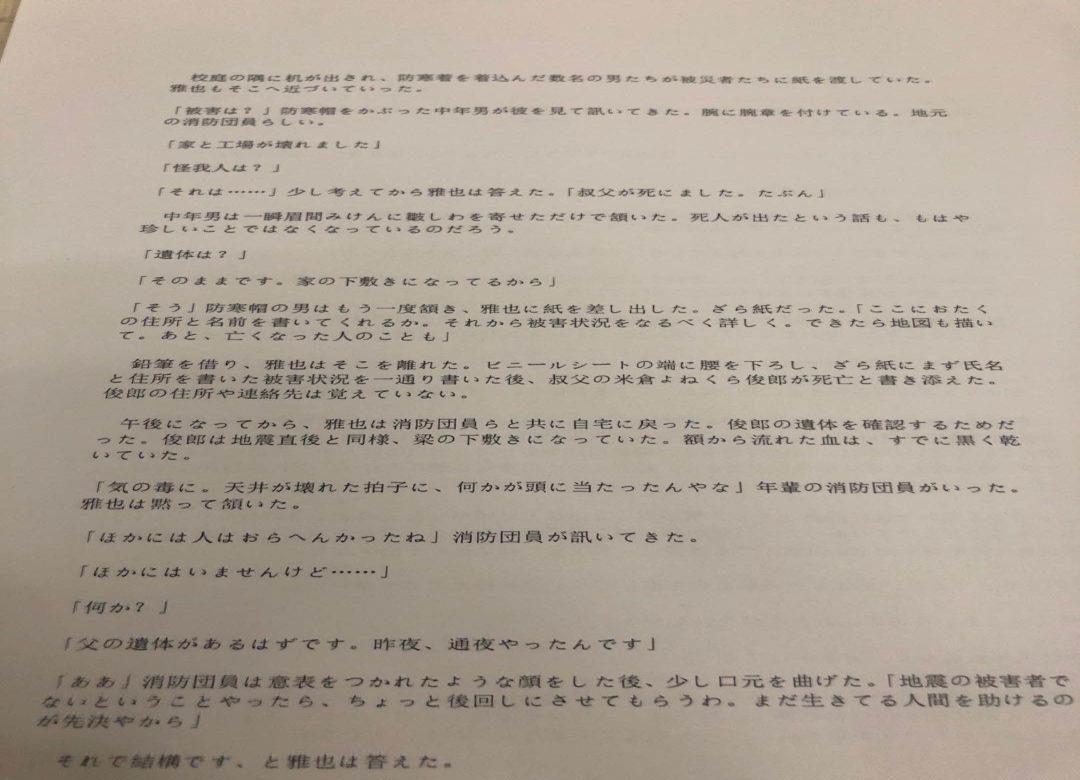 校庭の隅に机が出され、防寒着を着込んだ数名の男たちが被災者たちに紙を渡していた。
雅也もそこへ近づいていった。
「被害は？」防寒帽をかぶった中年男が彼を見て訊いてきた。腕に腕章を付けている。地元
の消防団員らしい。
「家と工場が壊れました」
「怪我人は？」
「それは……」少し考えてから雅也は答えた。「叔父が死にました。たぶん」
中年男は一瞬眉間みけんに皺しわを寄せただけで頷いた。死人が出たという話も、もはや
珍しいことではなくなっているのだろう。
「遺体は？」
「そのままです。家の下敷きになってるから」
「そう」防寒帽の男はもう一度頷き、雅也に紙を差し出した。ざら紙だった。「ここにおたく
の住所と名前を書いてくれるか。それから被害状況をなるべく詳しく。できたら地図も描い
て。あと、亡くなった人のことも」
鉛筆を借り、雅也はそこを離れた。ビニールシートの端に腰を下ろし、ざら紙にまず氏名
と住所を書いた被害状況を一通り書いた後、叔父の米倉よねくら俊郎が死亡と書き添えた。
俊郎の住所や連絡先は覚えていない。
午後になってから、雅也は消防団員らと共に自宅に戻った。俊郎の遺体を確認するためだ
った。俊郎は地震直後と同様、梁の下敷きになっていた。額から流れた血は、すでに黒く乾
いていた。
「気の毒に。天井が壊れた拍子に、何かが頭に当たったんやな」年輩の消防団員がいった。
雅也は黙って頷いた。
「ほかには人はおらへんかったね」消防団員が訊いてきた。
「ほかにはいませんけど……」
「何か？」
「父の遺体があるはずです。昨夜、通夜やったんです」
「ああ」消防団員は意表をつかれたような顔をした後、少し口元を曲げた。「地震の被害者で
ないということやったら、ちょっと後回しにさせてもらうわ。まだ生きてる人間を助けるの
が先決やから」
それで結構です、と雅也は答えた。